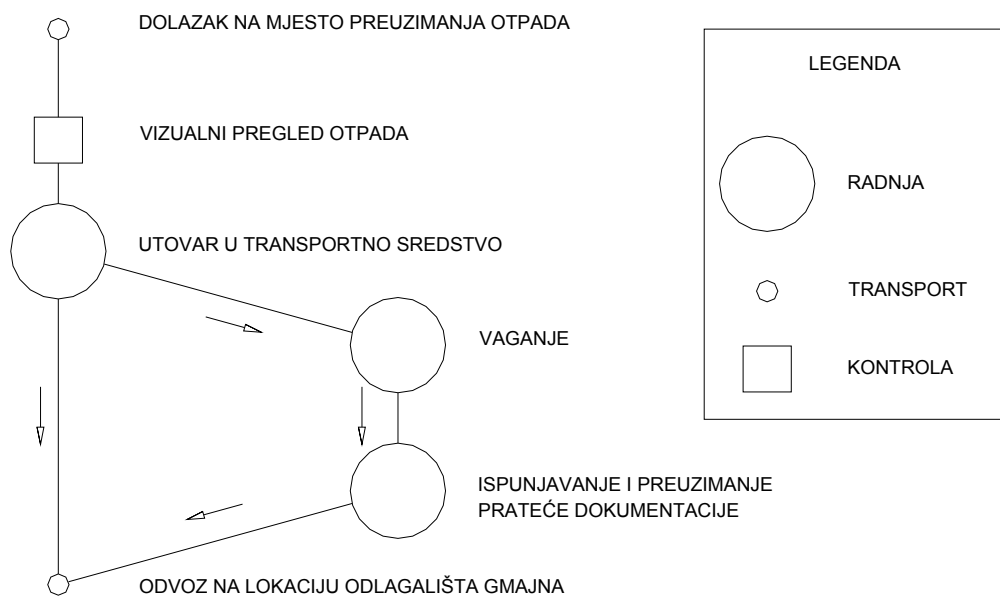 DOLAZAK NA MJESTO PREUZIMANJA OTPADA
VIZUALNI PREGLED OTPADA
UTOVAR U TRANSPORTNO SREDSTVO
VAGANJE
ISPUNJAVANJE I PREUZIMANJE
PRATEĆE DOKUMENTACIJE
ODVOZ NA LOKACIJU ODLAGALIŠTA GMAJNA
LEGENDA
RADNJA
TRANSPORT
KONTROLA